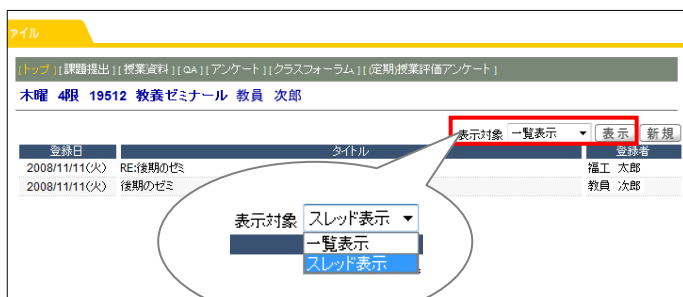 ァイル
[トップ][課題提出][授業資料][QA][アンケート][クラスフォーラム][(定期)授業評価アンケート]
木曜 4限 19512 教養ゼミナール 教員 次郎
表示対象 一覧表示 表示 新規
登録日 タイトル 登録者
2008/11/11(火) RE:後期のゼミ 福工 太郎
2008/11/11(火) 後期のゼミ 教員 次郎
表示対象 スレッド表示
一覧表示
スレッド表示